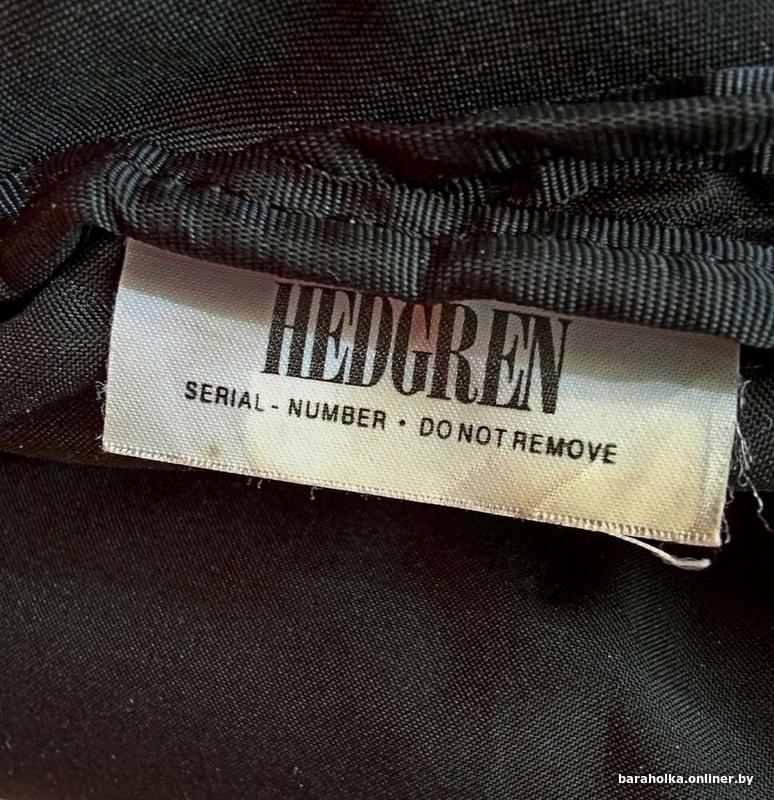 HEDGREN
SERIAL - NUMBER • DO NOT REMOVE
baraholka.onliner.by